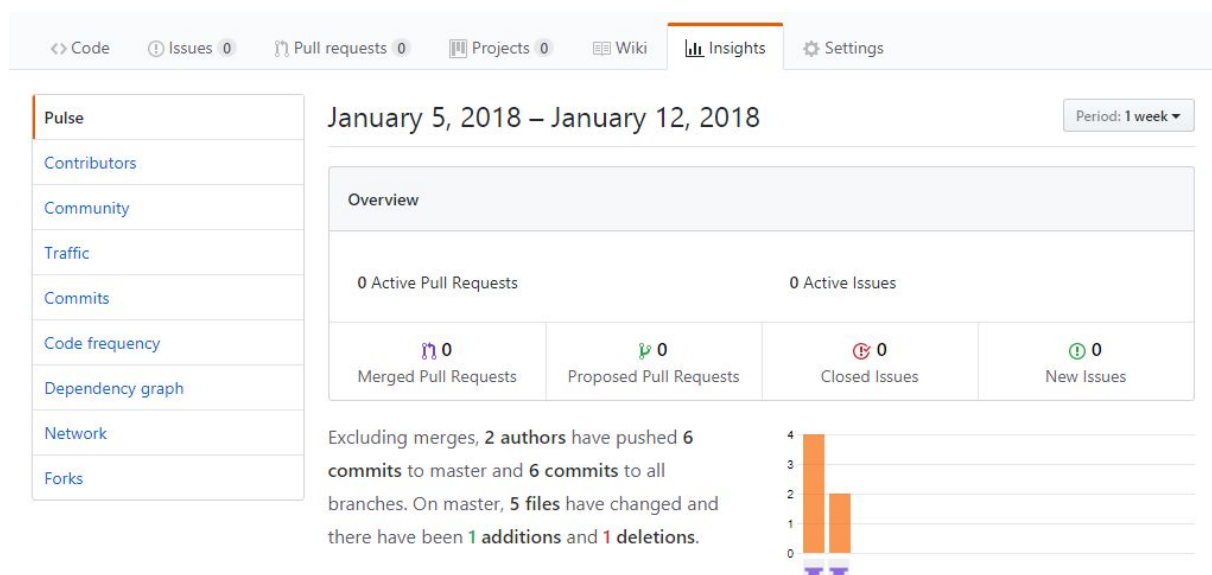 Code Issues 0 Pull requests 0 Projects 0 Wiki Insights Settings
Pulse
Contributors
Community
Traffic
Commits
Code frequency
Dependency graph
Network
Forks
January 5, 2018 – January 12, 2018
Period: 1 week
Overview
0 Active Pull Requests
0 Active Issues
0
Merged Pull Requests
0
Proposed Pull Requests
0
Closed Issues
0
New Issues
Excluding merges, 2 authors have pushed 6
commits to master and 6 commits to all
branches. On master, 5 files have changed and
there have been 1 additions and 1 deletions.
4
3
2
1
0